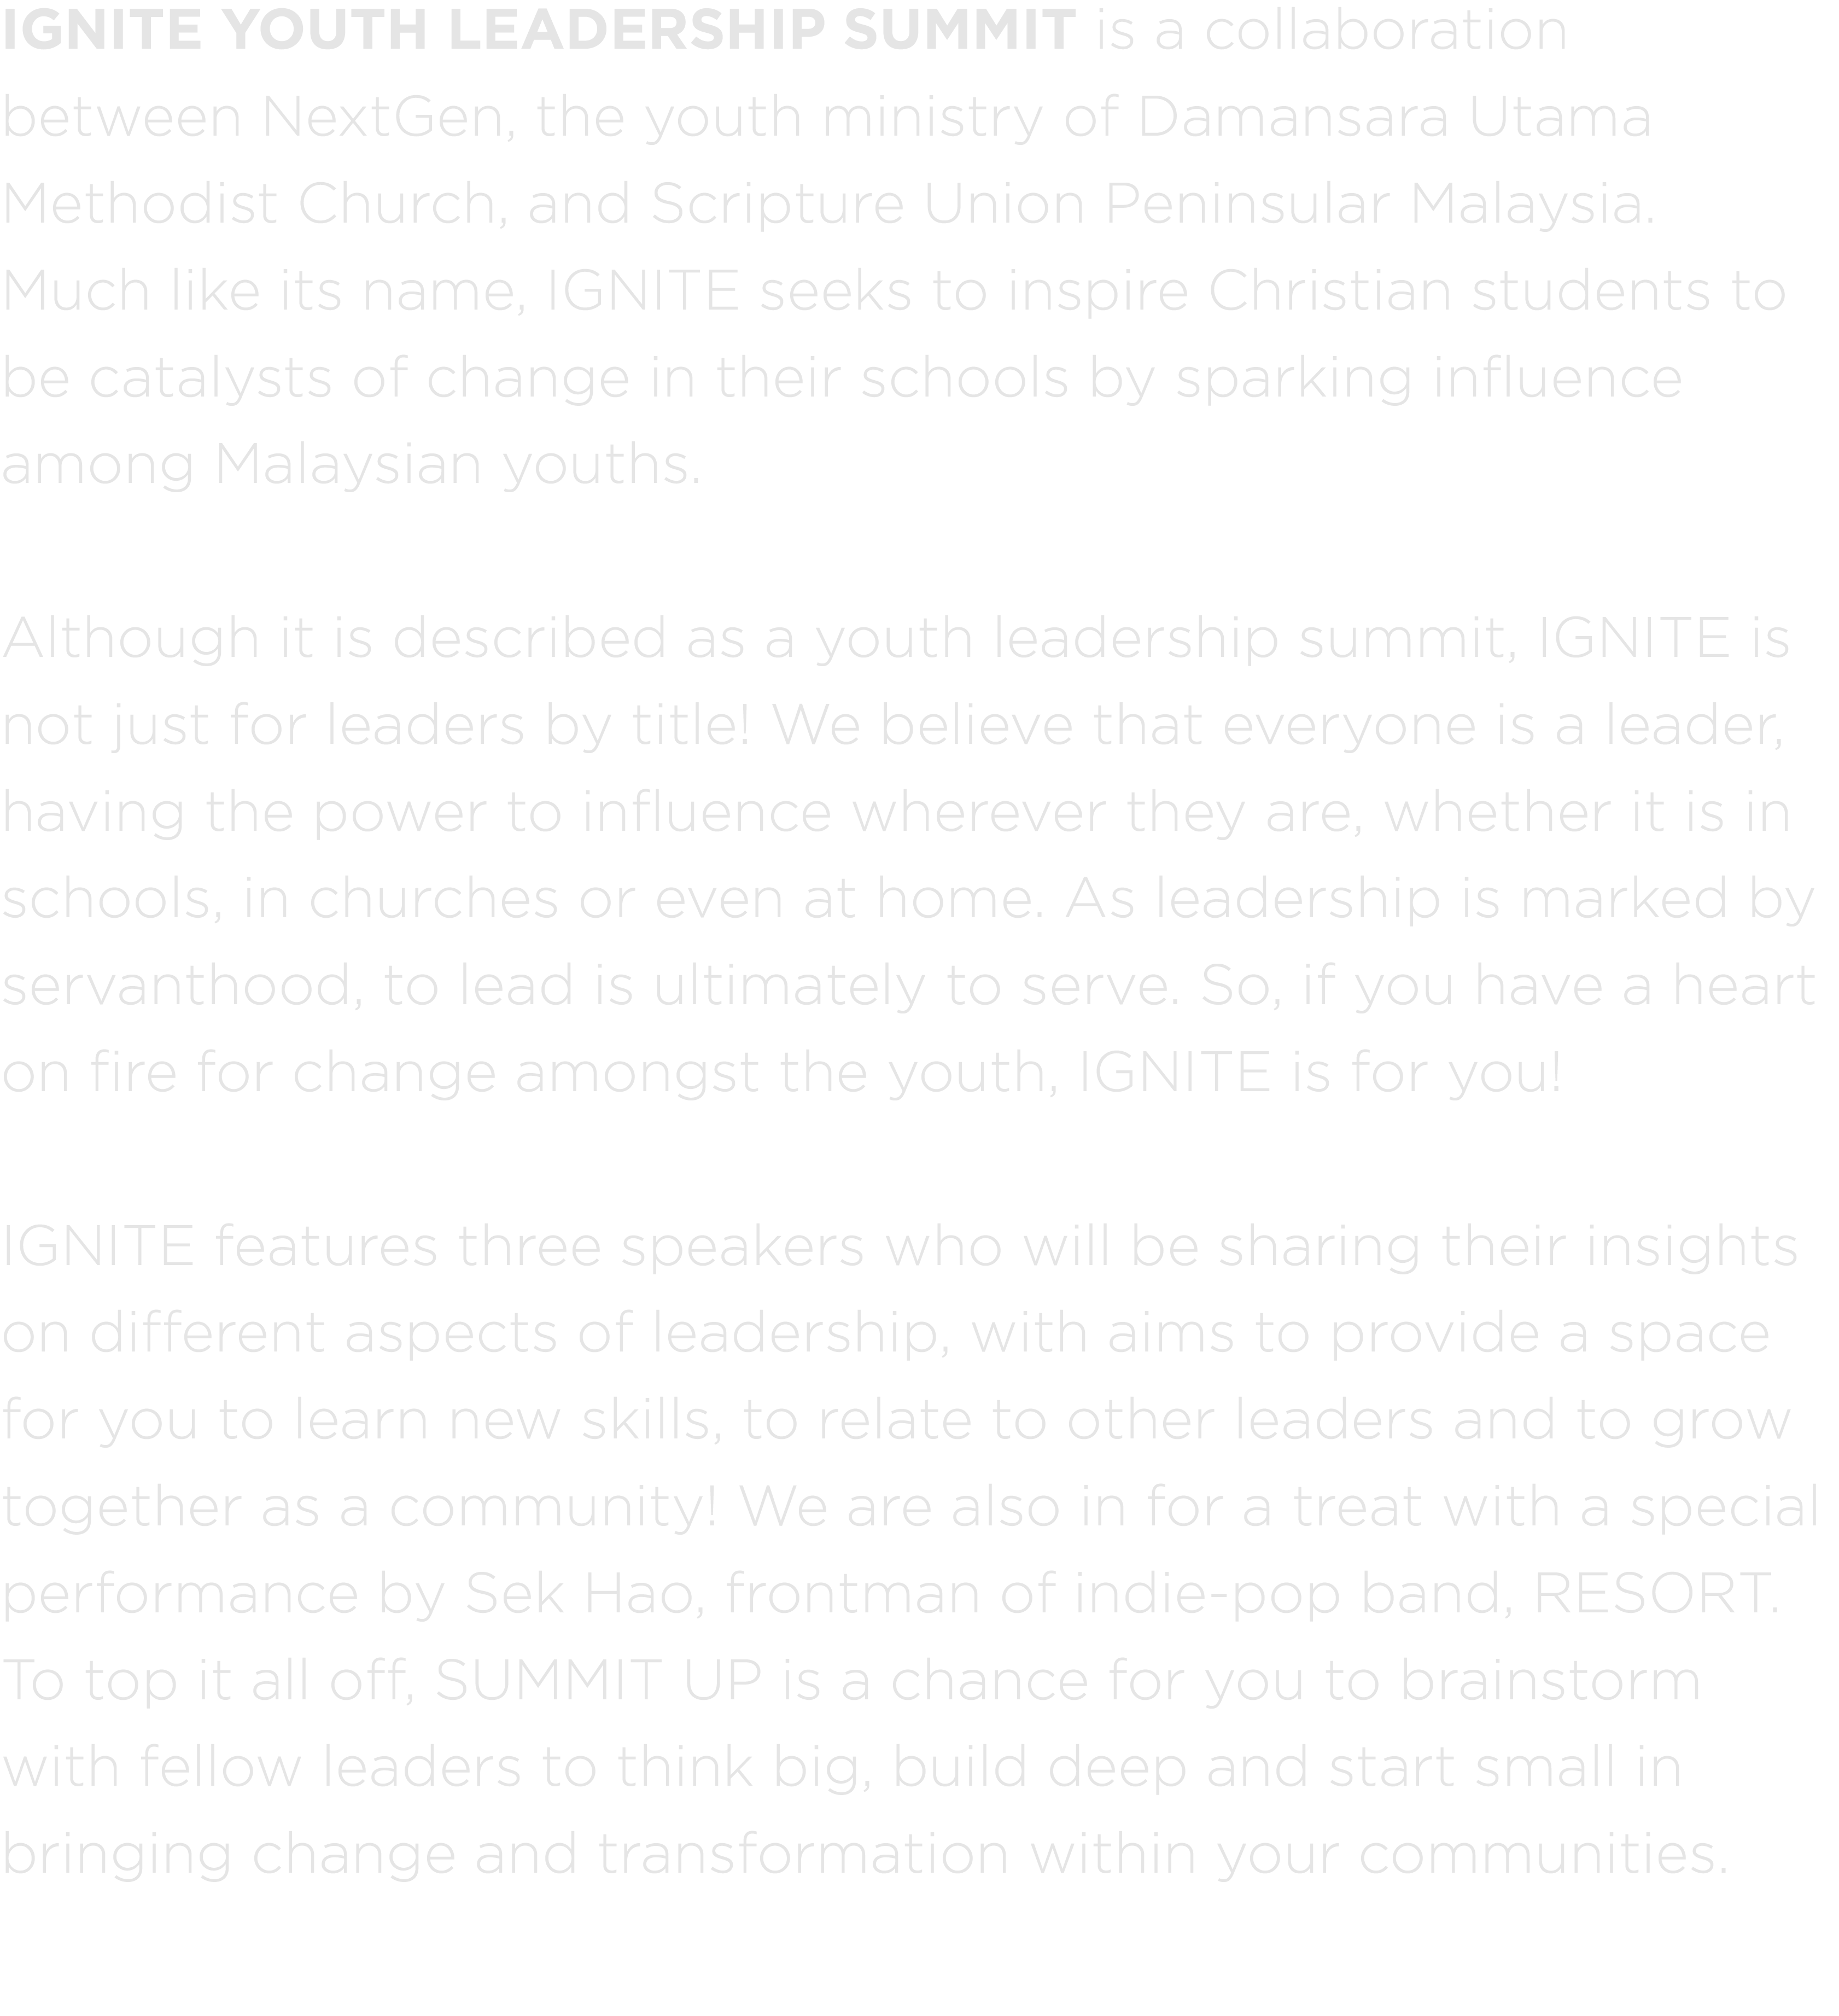 IGNITE YOUTH LEADERSHIP SUMMIT is a collaboration
between NextGen, the youth ministry of Damansara Utama
Methodist Church, and Scripture Union Peninsular Malaysia.
Much like its name, IGNITE seeks to inspire Christian students to
be catalysts of change in their schools by sparking influence
among Malaysian youths.
Although it is described as a youth leadership summit, IGNITE is
not just for leaders by title! We believe that everyone is a leader,
having the power to influence wherever they are, whether it is in
schools, in churches or even at home. As leadership is marked by
servanthood, to lead is ultimately to serve. So, if you have a heart
on fire for change amongst the youth, IGNITE is for you!
IGNITE features three speakers who will be sharing their insights
on different aspects of leadership, with aims to provide a space
for you to learn new skills, to relate to other leaders and to grow
together as a community! We are also in for a treat with a special
performance by Sek Hao, frontman of indie-pop band, RESORT.
To top it all off, SUMMIT UP is a chance for you to brainstorm
with fellow leaders to think big, build deep and start small in
bringing change and transformation within your communities.